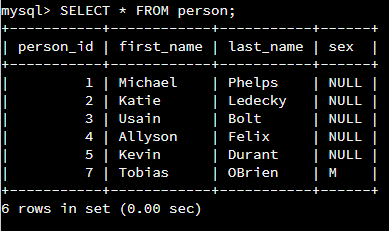 mysql> SELECT * FROM person;
+-----------+------------+-----------+------+
| person_id | first_name | last_name | sex  |
+-----------+------------+-----------+------+
|         1 | Michael    | Phelps    | NULL |
|         2 | Katie      | Ledecky   | NULL |
|         3 | Usain      | Bolt      | NULL |
|         4 | Allyson    | Felix     | NULL |
|         5 | Kevin      | Durant    | NULL |
|         7 | Tobias     | OBrien    | M    |
+-----------+------------+-----------+------+
6 rows in set (0.00 sec)